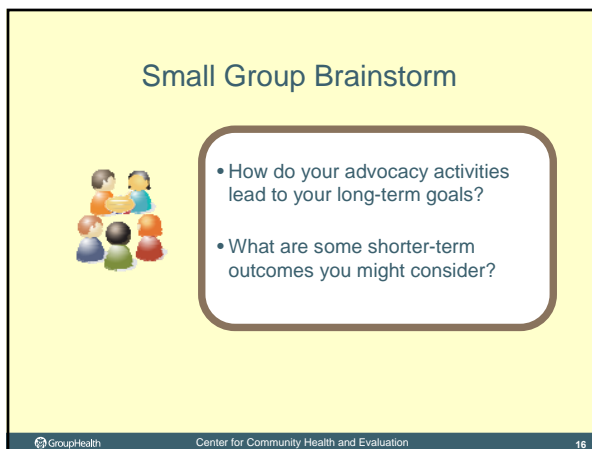 Small Group Brainstorm
• How do your advocacy activities
lead to your long-term goals?
• What are some shorter-term
outcomes you might consider?
GroupHealth Center for Community Health and Evaluation 16